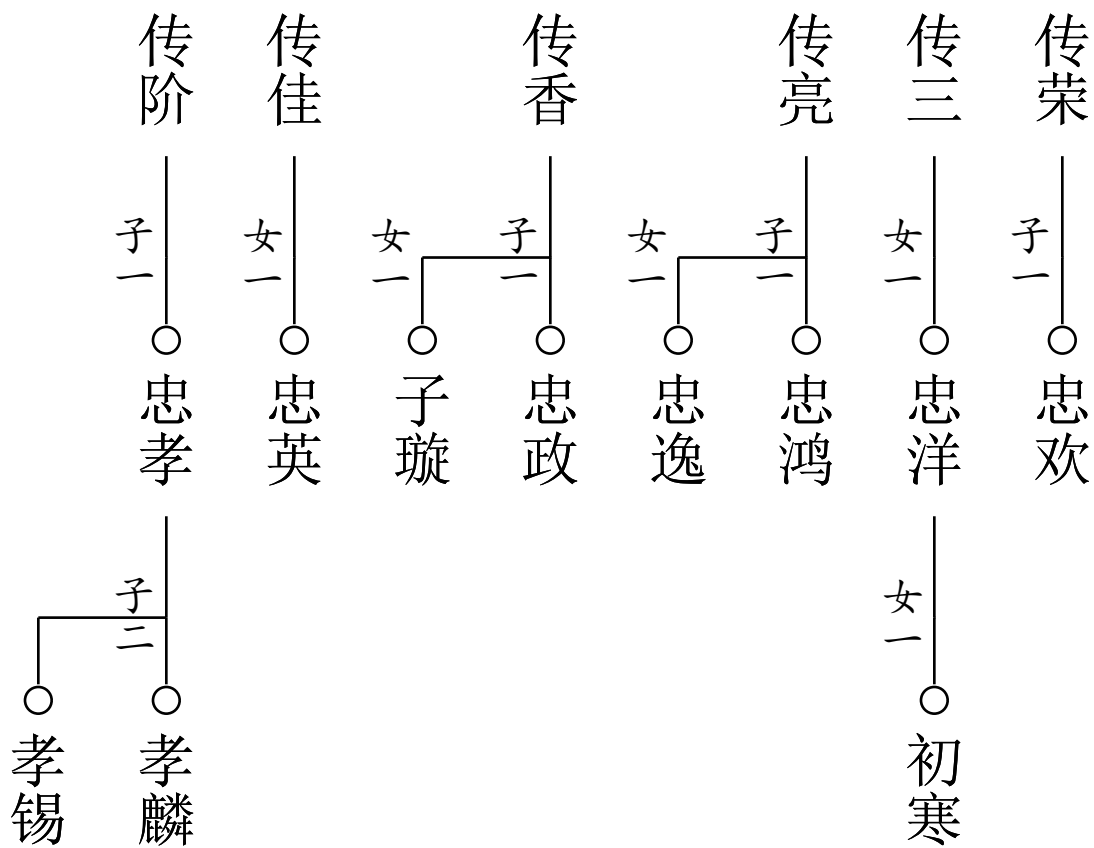 传荣
传三
传亮
传香
传佳
传阶
子一
女一
子一
女一
子一
女一
女一
子一
忠欢
忠洋
忠鸿
忠逸
忠政
子璇
忠英
忠孝
女一
子二
初寒
孝麟
孝锡